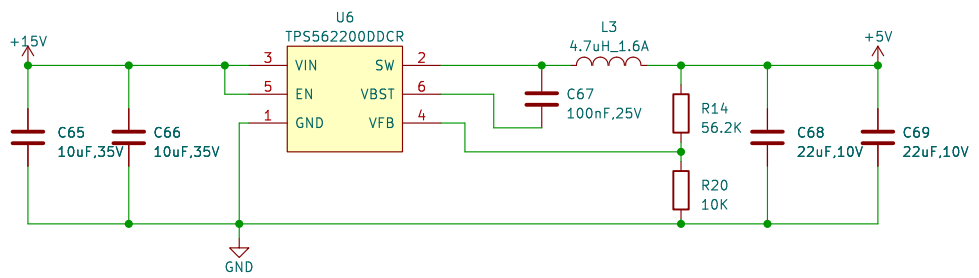 +15V
U6
TPS562200DDCR
L3
4.7uH_1.6A
+5V
3 VIN SW 2
5 EN VBST 6
1 GND VFB 4
C67
100nF,25V
R14
56.2K
C65
10uF,35V
C66
10uF,35V
C68
22uF,10V
C69
22uF,10V
R20
10K
GND